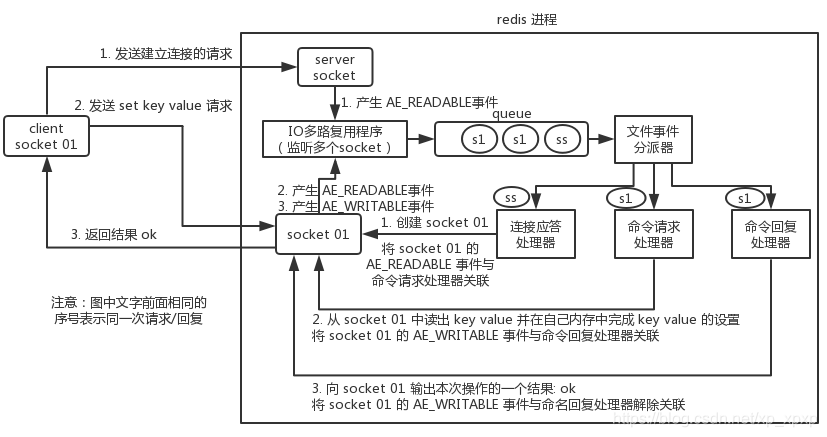 redis 进程
1. 发送建立连接的请求
server
socket
1. 产生 AE_READABLE事件
2. 发送 set key value 请求
client
socket 01
IO多路复用程序
（监听多个socket）
queue
s1
s1
ss
文件事件
分派器
2. 产生 AE_READABLE事件
3. 产生 AE_WRITABLE事件
ss
s1
s1
socket 01
1. 创建 socket 01
连接应答
处理器
命令请求
处理器
命令回复
处理器
3. 返回结果 ok
将 socket 01 的
AE_READABLE 事件与
命令请求处理器关联
注意：图中文字前面相同的
序号表示同一次请求/回复
2. 从 socket 01 中读出 key value 并在自己内存中完成 key value 的设置
将 socket 01 的 AE_WRITABLE 事件与命令回复处理器关联
3. 向 socket 01 输出本次操作的一个结果: ok
将 socket 01 的 AE_WRITABLE 事件与命名回复处理器解除关联
https://blog.csdn.net/xp_xpxp